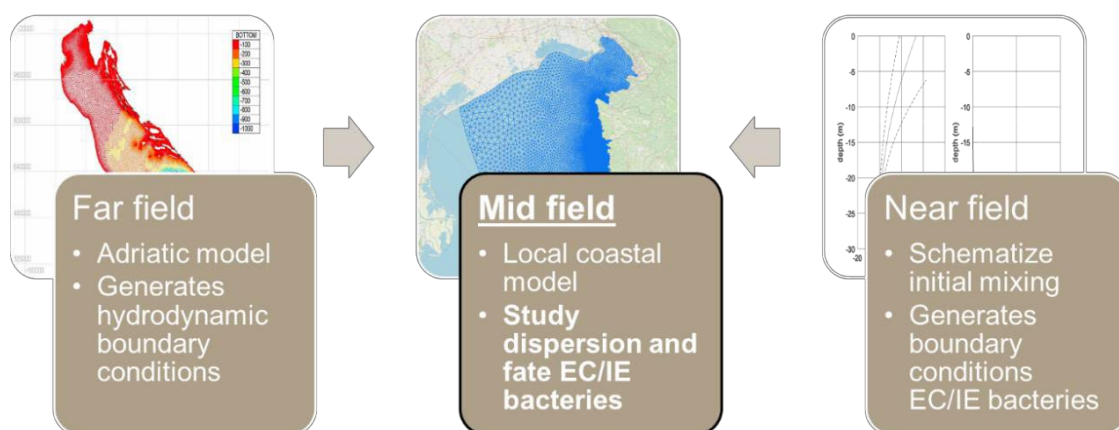 BOTTOM
-100
-200
-300
-400
-500
-600
-700
-800
-900
-1000
Far field
• Adriatic model
• Generates
hydrodynamic
boundary
conditions
Mid field
• Local coastal
model
• Study
dispersion and
fate EC/IE
bacteries
0
-5
-10
-15
-20
-25
-30
-20
depth (m)
0
-5
-10
-15
depth (m)
Near field
• Schematize
initial mixing
• Generates
boundary
conditions
EC/IE bacteries